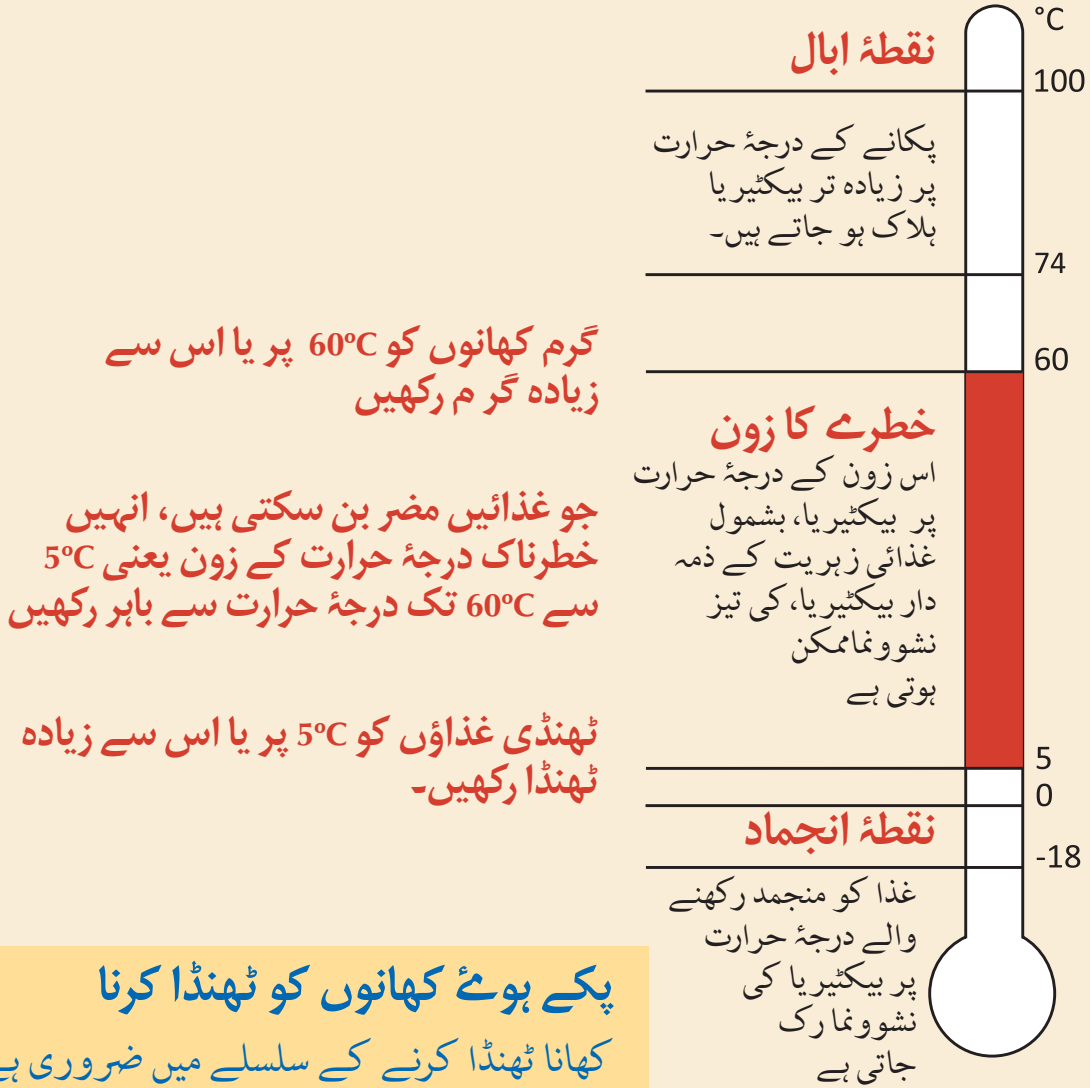 °C
نقطۂ ابال
100
پکانے کے درجۂ حرارت
پر زیادہ تر بیکٹیریا
ہلاک ہو جاتے ہیں۔
74
60
گرم کھانوں کو 60ºC پر یا اس سے
زیادہ گر م رکھیں
خطرے کا زون
اس زون کے درجۂ حرارت
پر بیکٹیریا، بشمول
غذائی زہریت کے ذمہ
دار بیکٹیریا، کی تیز
نشوونماممکن
ہوتی ہے
جو غذائیں مضر بن سکتی ہیں، انہیں
خطرناک درجۂ حرارت کے زون یعنی 5ºC
سے 60ºC تک درجۂ حرارت سے باہر رکھیں
ٹھنڈی غذاؤں کو 5ºC پر یا اس سے زیادہ
ٹھنڈا رکھیں۔
5
0
نقطۂ انجماد
-18
غذا کو منجمد رکھنے
والے درجۂ حرارت
پر بیکٹیریا کی
نشوونما رک
جاتی ہے
پکے ہوئے کھانوں کو ٹھنڈا کرنا
کھانا ٹھنڈا کرنے کے سلسلے میں ضروری ہے